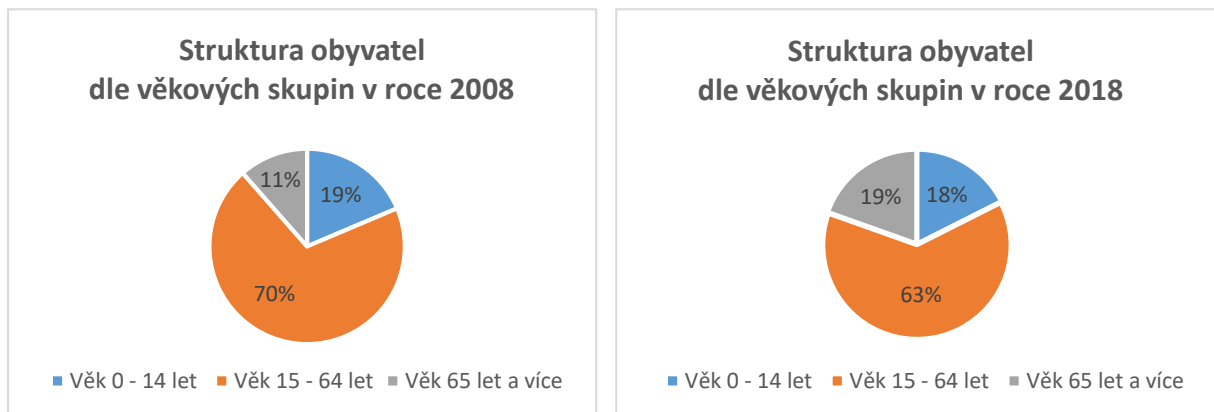 Struktura obyvatel
dle věkových skupin v roce 2008
11%
19%
70%
Věk 0 - 14 let Věk 15 - 64 let Věk 65 let a více
Struktura obyvatel
dle věkových skupin v roce 2018
19%
18%
63%
Věk 0 - 14 let Věk 15 - 64 let Věk 65 let a více